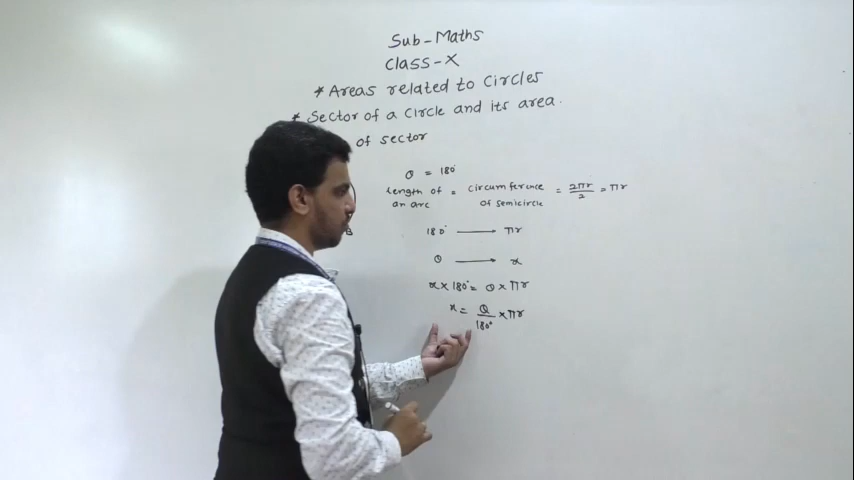 Sub-Maths
Class-X
* Areas related to Circles
* Sector of a circle and its area.
of sector
θ = 180°
length of an arc = circumference of semicircle = 2πr/2 = πr
B
180° ⟶ πr
θ ⟶ x
x × 180° = θ × πr
x = θ/180° × πr